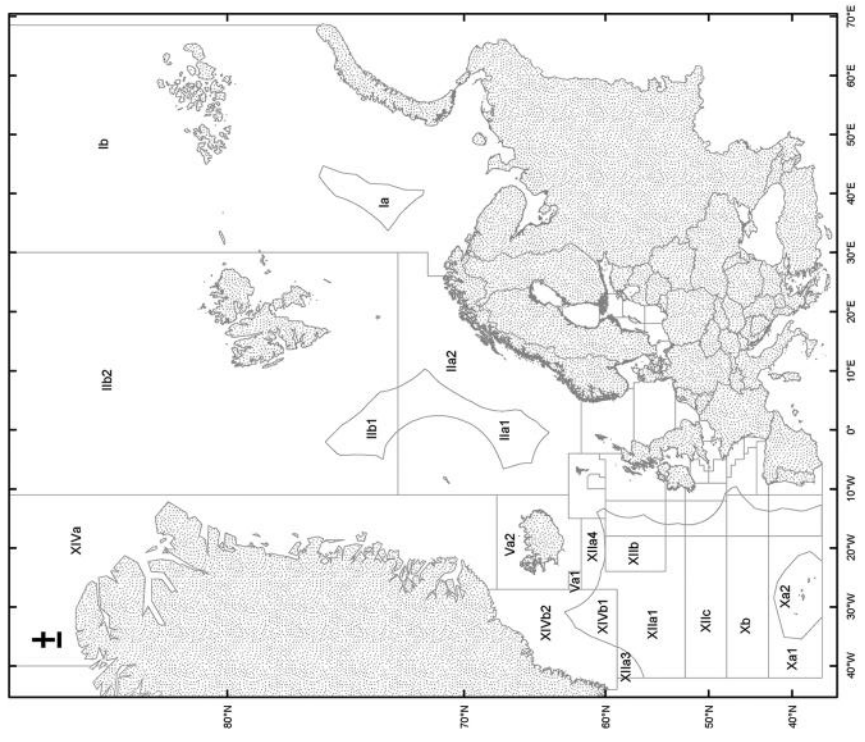 XIVa
Ib
IIb2
80°N
IIb1
Ia
IIa2
70°N
IIa1
Va2
XIVb2
Va1
XIIa4
XIVb1
60°N
XIIa3
XIIb
XIIa1
XIIc
50°N
Xb
Xa2
Xa1
40°N
40°W 30°W 20°W 10°W 0° 10°E 20°E 30°E 40°E 50°E 60°E 70°E